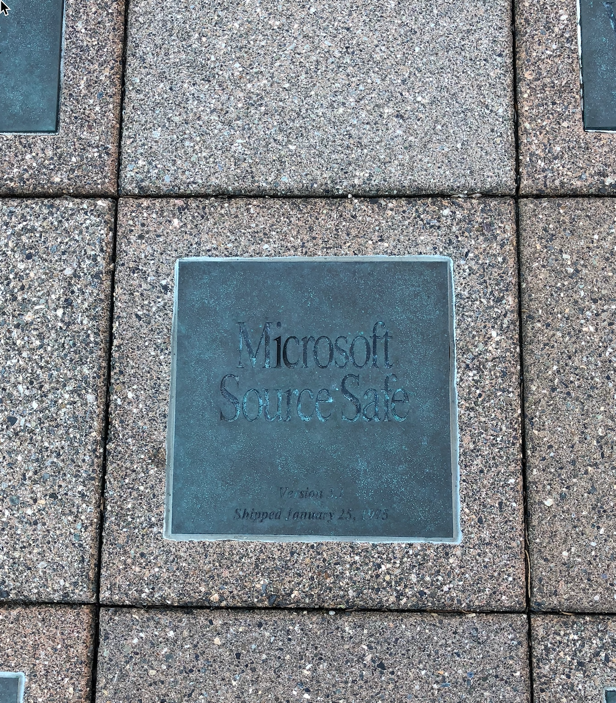 Microsoft
SourceSafe
Version
Shipped January 25,